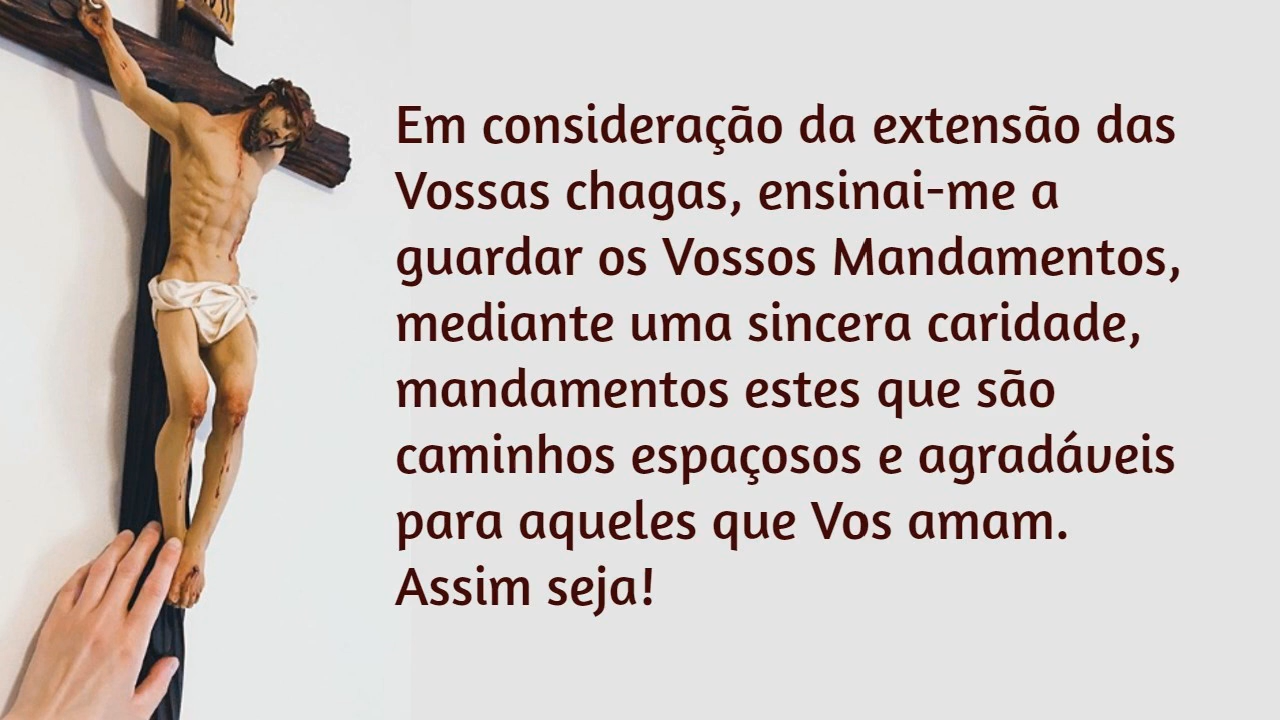 Em consideração da extensão das
Vossas chagas, ensinai-me a
guardar os Vossos Mandamentos,
mediante uma sincera caridade,
mandamentos estes que são
caminhos espaçosos e agradáveis
para aqueles que Vos amam.
Assim seja!